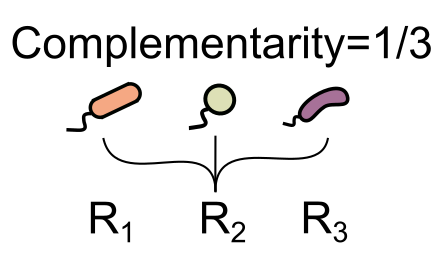 Complementarity=1/3
R₁ R₂ R₃